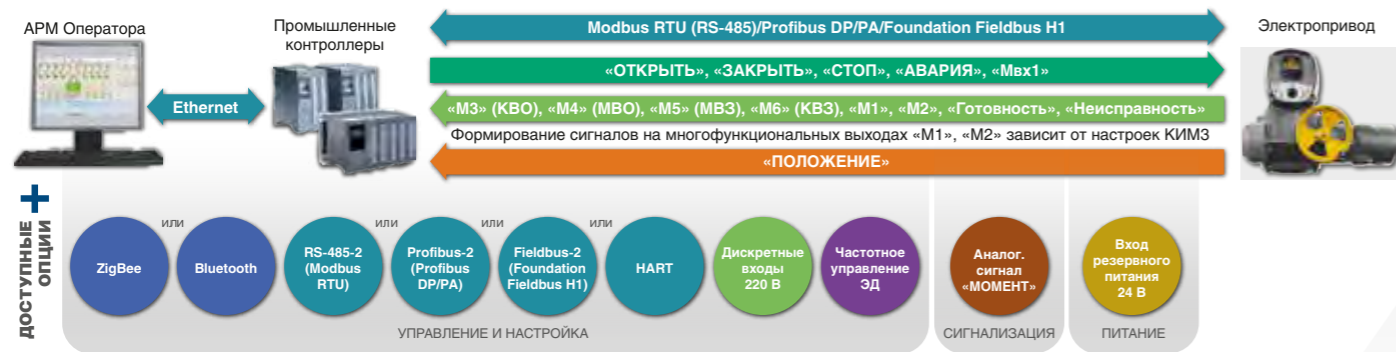 АРМ Оператора
Промышленные
контроллеры
Modbus RTU (RS-485)/Profibus DP/PA/Foundation Fieldbus H1
Электропривод
Ethernet
«ОТКРЫТЬ», «ЗАКРЫТЬ», «СТОП», «АВАРИЯ», «Мвх1»
«М3» (КВО), «М4» (МВО), «М5» (МВЗ), «М6» (КВЗ), «М1», «М2», «Готовность», «Неисправность»
Формирование сигналов на многофункциональных выходах «М1», «М2» зависит от настроек КИМ3
«ПОЛОЖЕНИЕ»
+
ДОСТУПНЫЕ
ОПЦИИ
ZigBee
или
Bluetooth
RS-485-2
(Modbus
RTU)
или
Profibus-2
(Profibus
DP/PA)
или
Fieldbus-2
(Foundation
Fieldbus H1)
или
HART
Дискретные
входы
220 В
Частотное
управление
ЭД
Аналог.
сигнал
«МОМЕНТ»
Вход
резервного
питания
24 В
УПРАВЛЕНИЕ И НАСТРОЙКА
СИГНАЛИЗАЦИЯ
ПИТАНИЕ